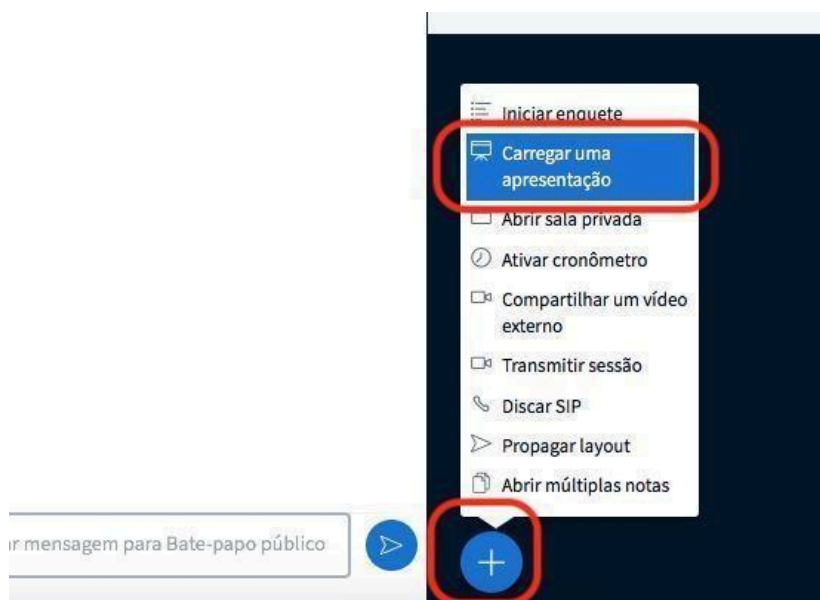 Iniciar enquete
Carregar uma
apresentação
Abrir sala privada
Ativar cronômetro
Compartilhar um vídeo
externo
Transmitir sessão
Discar SIP
Propagar layout
Abrir múltiplas notas
r mensagem para Bate-papo público